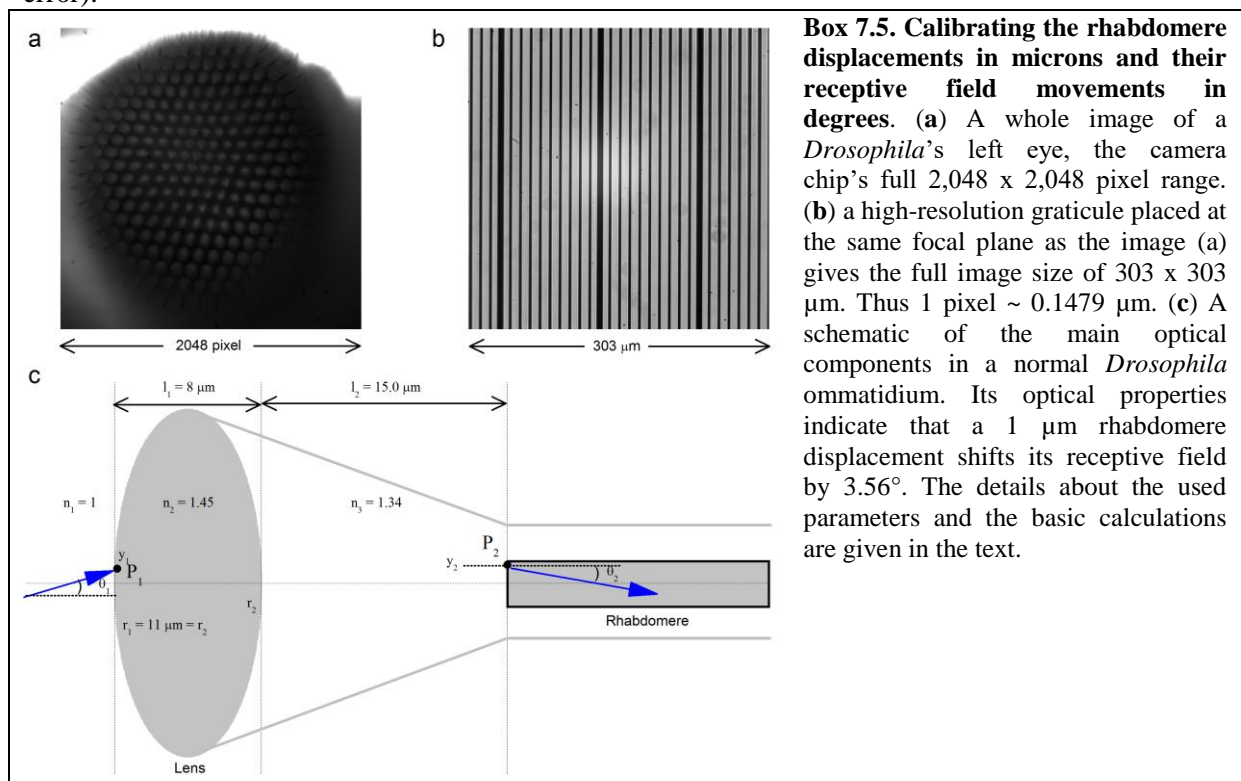 error).
a
b
2048 pixel
303 µm
c
l₁ = 8 µm
l₂ = 15.0 µm
n₁ = 1
n₂ = 1.45
n₃ = 1.34
y₁
P₁
θ₁
r₂
r₁ = 11 µm = r₂
y₂
P₂
θ₂
Rhabdomere
Lens
Box 7.5. Calibrating the rhabdomere
displacements in microns and their
receptive field movements in
degrees. (a) A whole image of a
Drosophila's left eye, the camera
chip's full 2,048 x 2,048 pixel range.
(b) a high-resolution graticule placed at
the same focal plane as the image (a)
gives the full image size of 303 x 303
µm. Thus 1 pixel ~ 0.1479 µm. (c) A
schematic of the main optical
components in a normal Drosophila
ommatidium. Its optical properties
indicate that a 1 µm rhabdomere
displacement shifts its receptive field
by 3.56°. The details about the used
parameters and the basic calculations
are given in the text.